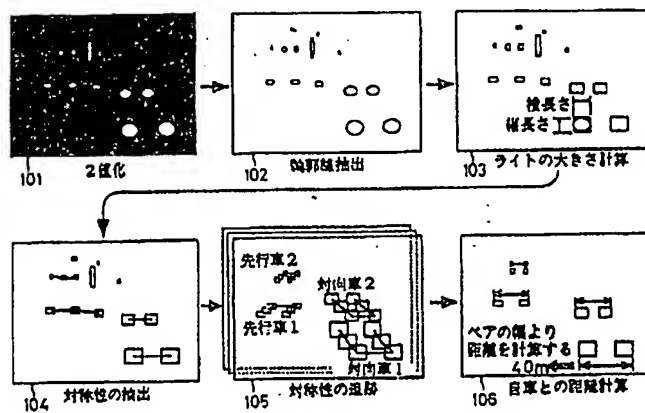 101
2値化
102
輪郭線抽出
横長さ
縦長さ
103
ライトの大きさ計算
104
対称性の抽出
先行車2
対向車2
先行車1
対向車1
105
対称性の追跡
ペアの幅より
距離を計算する
40m
106
自車との距離計算